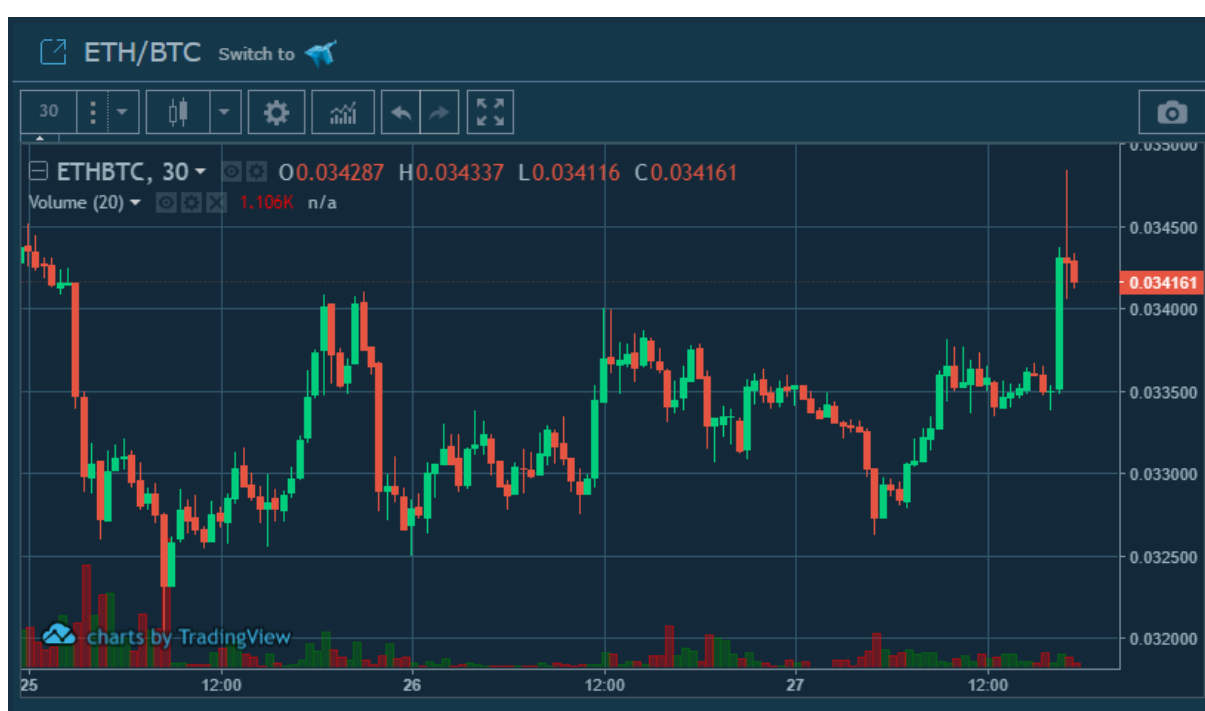 ETH/BTC Switch to
30
0.035000
ETHBTC, 30 O0.034287 H0.034337 L0.034116 C0.034161
Volume (20) 1.106K n/a
0.034500
0.034161
0.034000
0.033500
0.033000
0.032500
charts by TradingView
0.032000
25 12:00 26 12:00 27 12:00